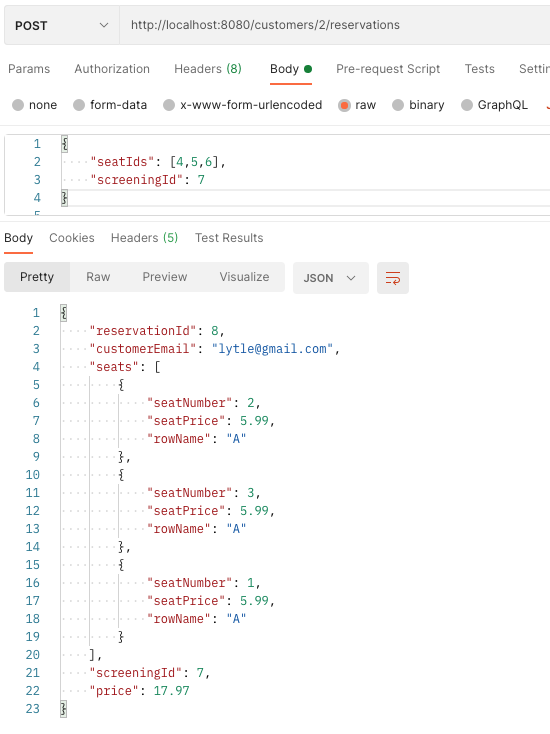 POST http://localhost:8080/customers/2/reservations
Params Authorization Headers (8) Body Pre-request Script Tests Settin
none form-data x-www-form-urlencoded raw binary GraphQL
1 {
2 "seatIds": [4,5,6],
3 "screeningId": 7
4 }
5
Body Cookies Headers (5) Test Results
Pretty Raw Preview Visualize JSON
1 {
2 "reservationId": 8,
3 "customerEmail": "lytle@gmail.com",
4 "seats": [
5 {
6 "seatNumber": 2,
7 "seatPrice": 5.99,
8 "rowName": "A"
9 },
10 {
11 "seatNumber": 3,
12 "seatPrice": 5.99,
13 "rowName": "A"
14 },
15 {
16 "seatNumber": 1,
17 "seatPrice": 5.99,
18 "rowName": "A"
19 }
20 ],
21 "screeningId": 7,
22 "price": 17.97
23 }